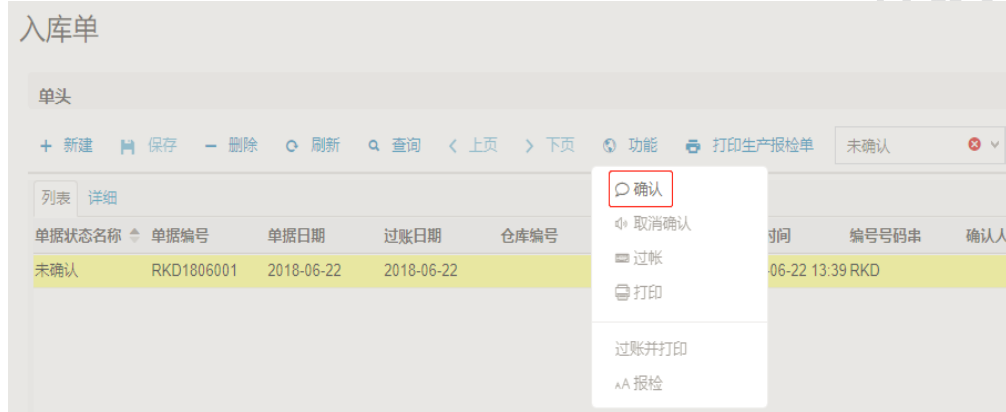 入库单
单头
新建 保存 删除 刷新 查询 上页 下页 功能 打印生产报检单 未确认
列表 详细
确认
取消确认
过帐
打印
过账并打印
报检
单据状态名称 单据编号 单据日期 过账日期 仓库编号 时间 编号号码串 确认人
未确认 RKD1806001 2018-06-22 2018-06-22 -06-22 13:39 RKD